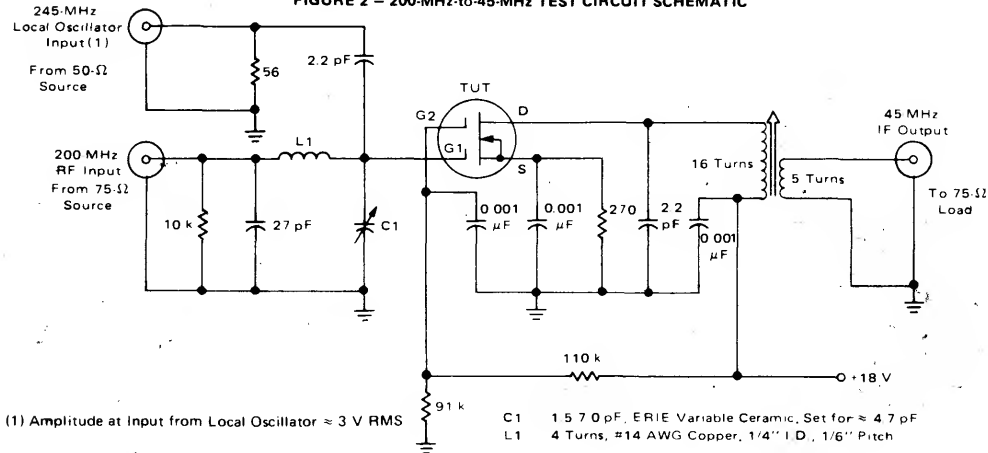 FIGURE 2 – 200-MHz-to-45-MHz TEST CIRCUIT SCHEMATIC
245-MHz
Local Oscillator
Input (1)
From 50-Ω
Source
56
2.2 pF
TUT
G2
D
G1
S
L1
200 MHz
RF Input
From 75-Ω
Source
10 k
27 pF
C1
0 001
μF
0.001
μF
270
2.2
pF
0 001
μF
16 Turns
5 Turns
45 MHz
IF Output
To 75-Ω
Load
110 k
+18 V
91 k
(1) Amplitude at Input from Local Oscillator ≈ 3 V RMS
C1 1 5 7 0 pF, ERIE Variable Ceramic, Set for ≈ 4.7 pF
L1 4 Turns, #14 AWG Copper, 1/4" I.D., 1/6" Pitch